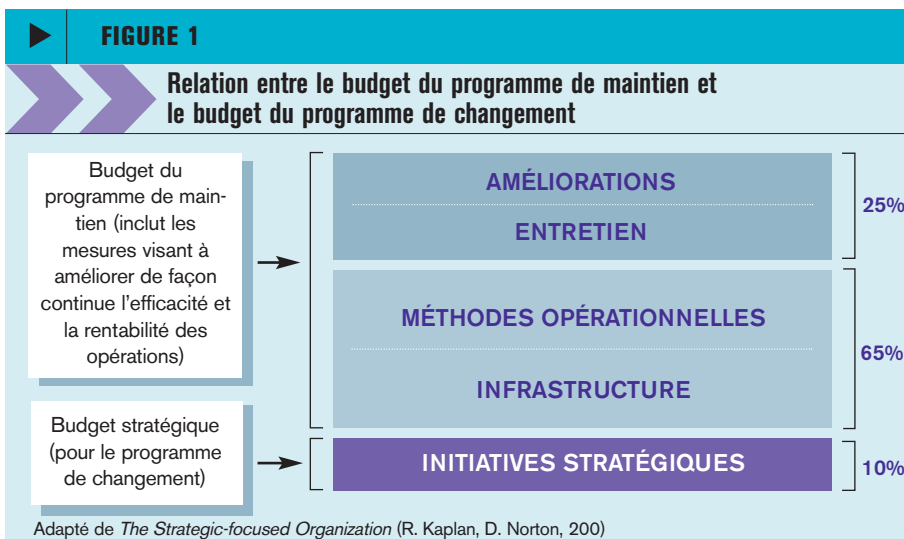 FIGURE 1
Relation entre le budget du programme de maintien et
le budget du programme de changement
Budget du
programme de main-
tien (inclut les
mesures visant à
améliorer de façon
continue l’efficacité et
la rentabilité des
opérations)
AMÉLIORATIONS
ENTRETIEN
25%
MÉTHODES OPÉRATIONNELLES
INFRASTRUCTURE
65%
Budget stratégique
(pour le programme
de changement)
INITIATIVES STRATÉGIQUES
10%
Adapté de The Strategic-focused Organization (R. Kaplan, D. Norton, 200)